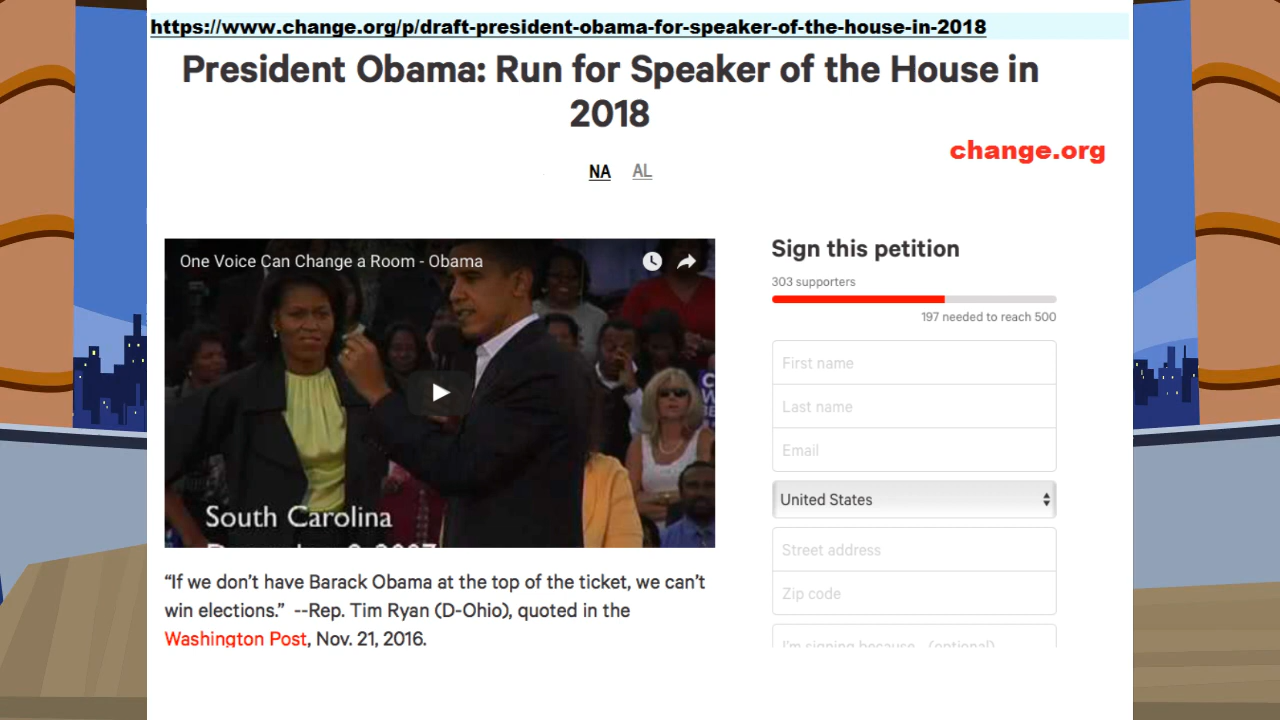 https://www.change.org/p/draft-president-obama-for-speaker-of-the-house-in-2018
President Obama: Run for Speaker of the House in
2018
change.org
NA AL
One Voice Can Change a Room - Obama
South Carolina
Sign this petition
303 supporters
197 needed to reach 500
First name
Last name
Email
United States
Street address
Zip code
I'm signing because... (optional)
“If we don’t have Barack Obama at the top of the ticket, we can’t
win elections.” --Rep. Tim Ryan (D-Ohio), quoted in the
Washington Post, Nov. 21, 2016.